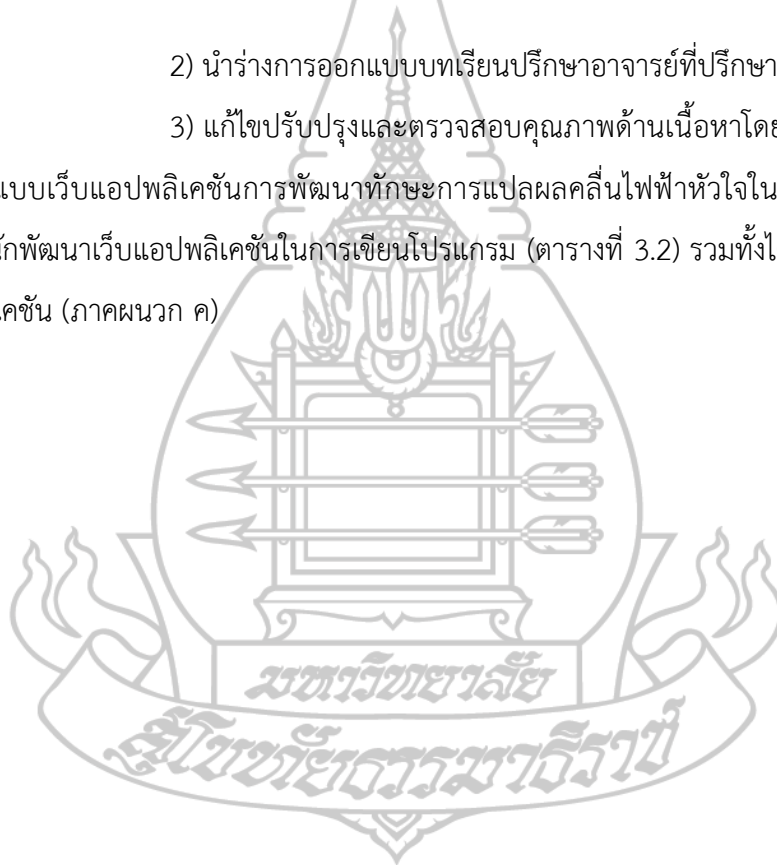 2) นำร่างการออกแบบบทเรียนปรึกษาอาจารย์ที่ปรึกษา
3) แก้ไขปรับปรุงและตรวจสอบคุณภาพด้านเนื้อหาโดย
แบบเว็บแอปพลิเคชันการพัฒนาทักษะการแปลผลคลื่นไฟฟ้าหัวใจใน
นักพัฒนาเว็บแอปพลิเคชันในการเขียนโปรแกรม (ตารางที่ 3.2) รวมทั้ง
เคชัน (ภาคผนวก ค)
มหาวิทยาลัย
สุโขทัยธรรมาธิราช